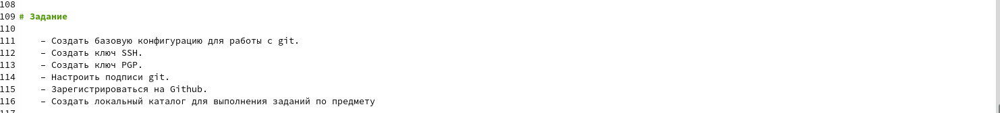 108
109 # Задание
110
111 – Создать базовую конфигурацию для работы с git.
112 – Создать ключ SSH.
113 – Создать ключ PGP.
114 – Настроить подписи git.
115 – Зарегистрироваться на Github.
116 – Создать локальный каталог для выполнения заданий по предмету
117